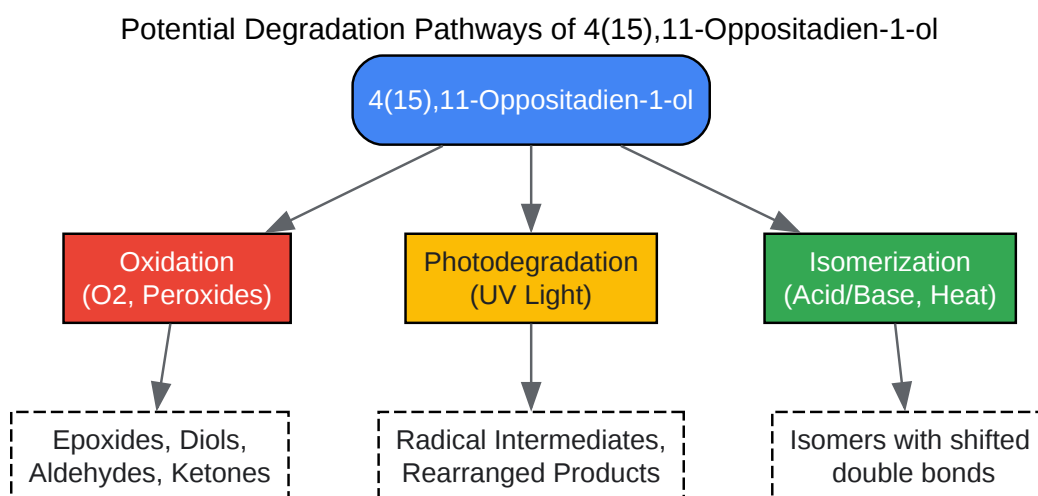 Potential Degradation Pathways of 4(15),11-Oppositadien-1-ol
4(15),11-Oppositadien-1-ol
Oxidation
(O2, Peroxides)
Photodegradation
(UV Light)
Isomerization
(Acid/Base, Heat)
Epoxides, Diols,
Aldehydes, Ketones
Radical Intermediates,
Rearranged Products
Isomers with shifted
double bonds